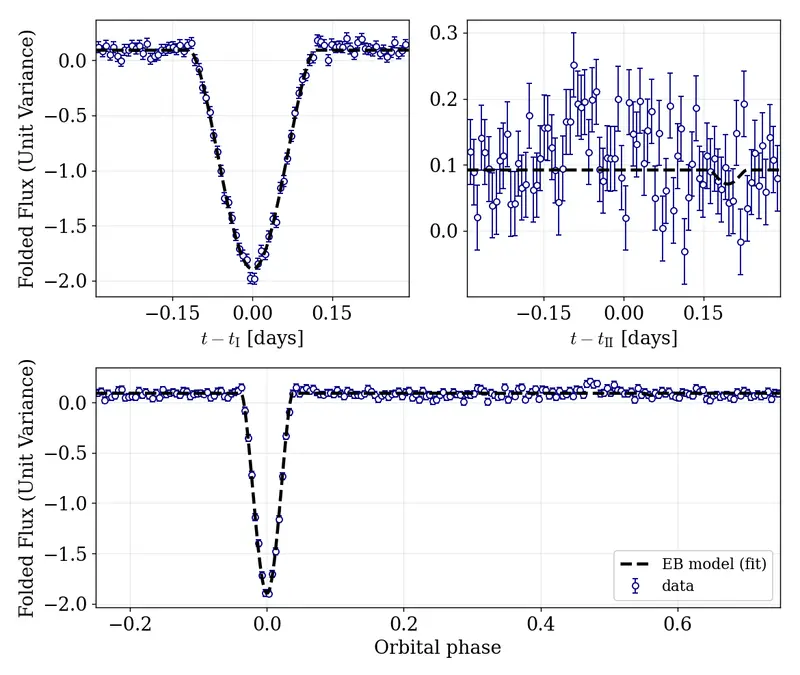 Folded Flux (Unit Variance)
0.0
−0.5
−1.0
−1.5
−2.0
−0.15 0.00 0.15
t − tI [days]
0.3
0.2
0.1
0.0
−0.15 0.00 0.15
t − tII [days]
Folded Flux (Unit Variance)
0.0
−0.5
−1.0
−1.5
−2.0
EB model (fit)
data
−0.2 0.0 0.2 0.4 0.6
Orbital phase